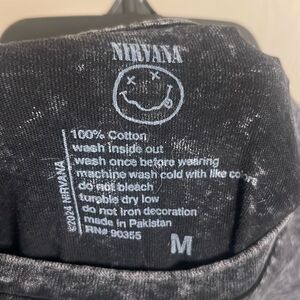 NIRVANA
100% Cotton
wash inside out
wash once before wearing
machine wash cold with like colors
do not bleach
tumble dry low
do not iron decoration
made in Pakistan
RN# 90355
M
©2024 NIRVANA